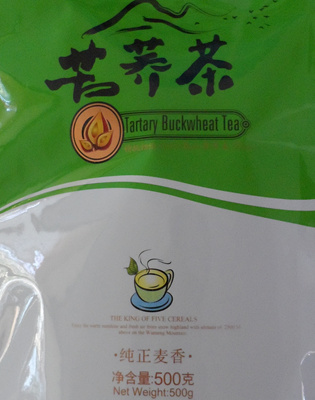 苦荞茶
Tartary Buckwheat Tea
THE KING OF FIVE CEREALS
·纯正麦香·
净含量:500克
Net Weight:500g